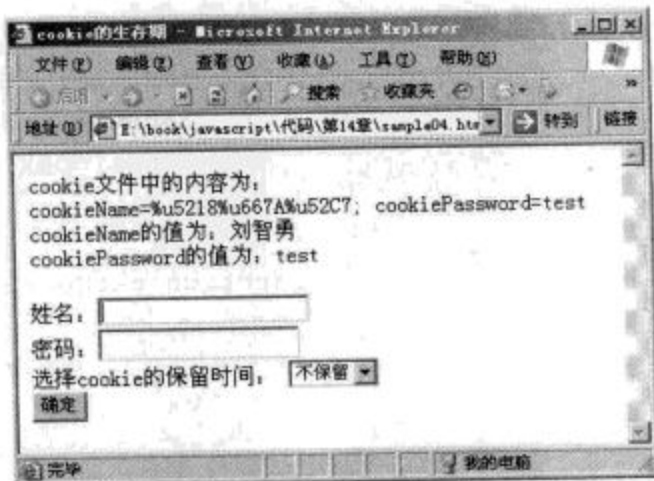 cookie的生存期 - Microsoft Internet Explorer
文件(F) 编辑(E) 查看(V) 收藏(A) 工具(T) 帮助(H)
后退 搜索 收藏夹 »
地址(D) E:\book\javascript\代码\第14章\sample04.htm 转到 链接
cookie文件中的内容为:
cookieName=%u5218%u667A%u52C7; cookiePassword=test
cookieName的值为:刘智勇
cookiePassword的值为:test
姓名:
密码:
选择cookie的保留时间: 不保留
确定
完毕 我的电脑